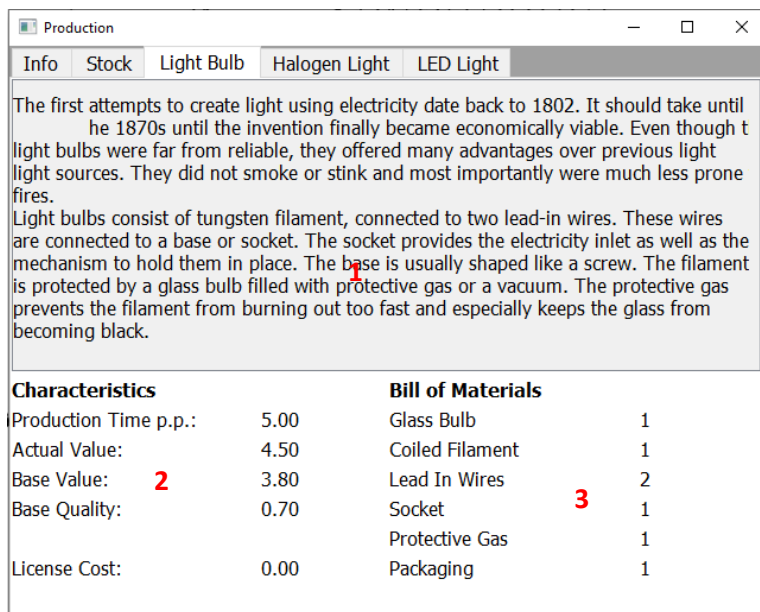 Production
Info Stock Light Bulb Halogen Light LED Light
The first attempts to create light using electricity date back to 1802. It should take until
he 1870s until the invention finally became economically viable. Even though t
light bulbs were far from reliable, they offered many advantages over previous light
light sources. They did not smoke or stink and most importantly were much less prone
fires.
Light bulbs consist of tungsten filament, connected to two lead-in wires. These wires
are connected to a base or socket. The socket provides the electricity inlet as well as the
mechanism to hold them in place. The base is usually shaped like a screw. The filament
1
is protected by a glass bulb filled with protective gas or a vacuum. The protective gas
prevents the filament from burning out too fast and especially keeps the glass from
becoming black.
Characteristics
Production Time p.p.: 5.00
Actual Value: 4.50
Base Value: 2 3.80
Base Quality: 0.70
License Cost: 0.00
Bill of Materials
Glass Bulb 1
Coiled Filament 1
Lead In Wires 2
3
Socket 1
Protective Gas 1
Packaging 1